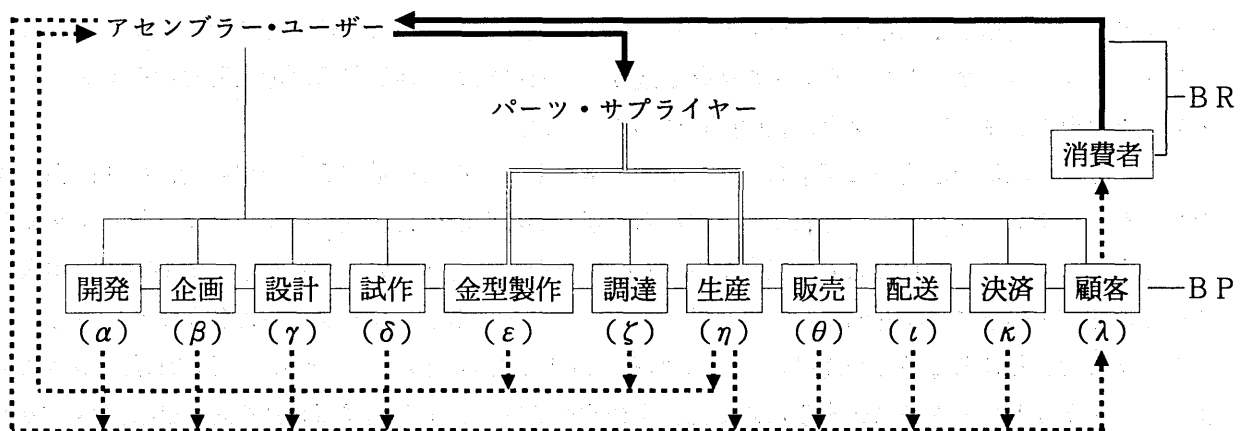 アセンブラー・ユーザー
パーツ・サプライヤー
BR
消費者
開発 企画 設計 試作 金型製作 調達 生産 販売 配送 決済 顧客 BP
(α) (β) (γ) (δ) (ε) (ζ) (η) (θ) (ι) (κ) (λ)